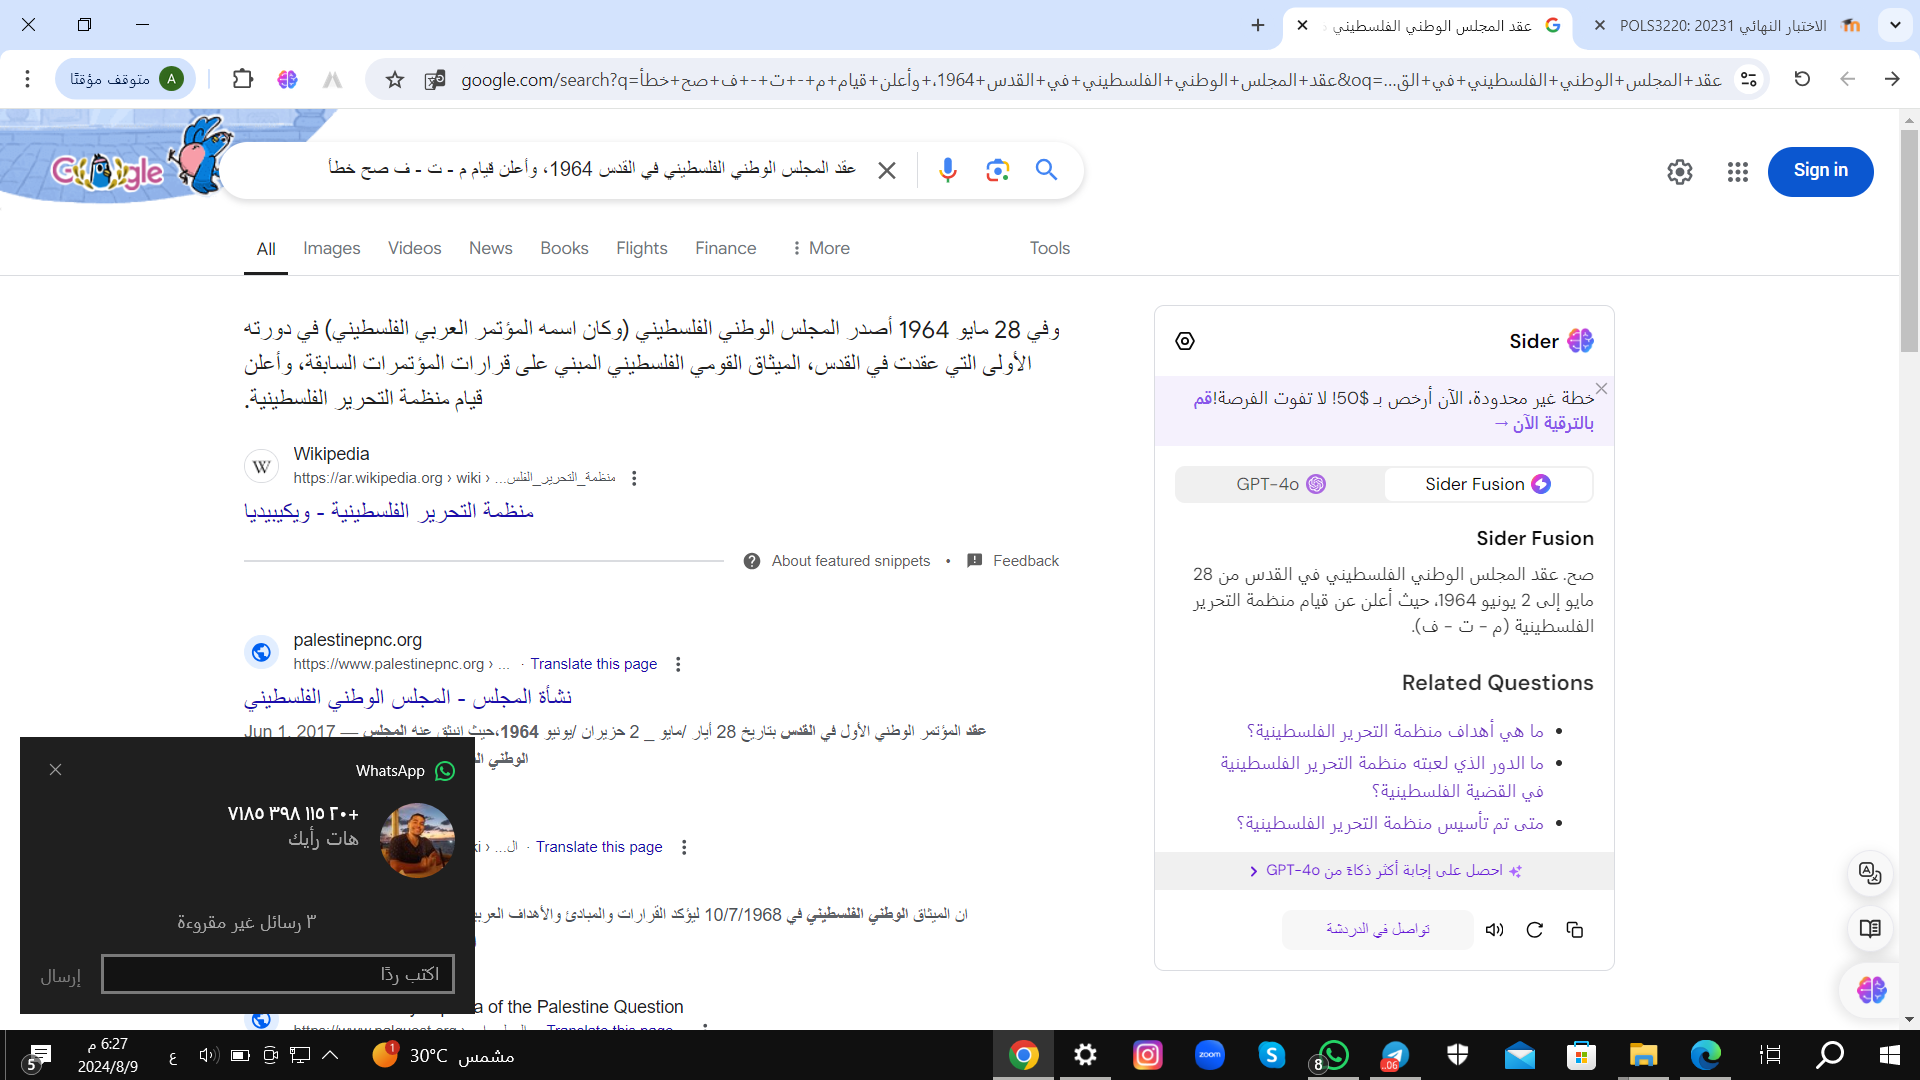 الاختبار النهائي POLS3220: 20231
عقد المجلس الوطني الفلسطيني
متوقف مؤقتًا A
google.com/search?q=عقد+المجلس+الوطني+الفلسطيني+في+القدس+1964،+وأعلن+قيام+م+-+ت+-+ف+صح+خطأ&oq=عقد+المجلس+الوطني+الفلسطيني+في+الق...
Google
عقد المجلس الوطني الفلسطيني في القدس 1964، وأعلن قيام م - ت - ف صح خطأ
Sign in
All Images Videos News Books Flights Finance More Tools
وفي 28 مايو 1964 أصدر المجلس الوطني الفلسطيني (وكان اسمه المؤتمر العربي الفلسطيني) في دورته
الأولى التي عقدت في القدس، الميثاق القومي الفلسطيني المبني على قرارات المؤتمرات السابقة، وأعلن
قيام منظمة التحرير الفلسطينية.
W
Wikipedia
https://ar.wikipedia.org › wiki › منظمة_التحرير_الفلس...
منظمة التحرير الفلسطينية - ويكيبيديا
About featured snippets • Feedback
palestinepnc.org
https://www.palestinepnc.org › ... · Translate this page
نشأة المجلس - المجلس الوطني الفلسطيني
Jun 1, 2017 — عقد المؤتمر الوطني الأول في القدس بتاريخ 28 أيار /مايو _ 2 حزيران /يونيو 1964 ،حيث انبثق عنه المجلس
الوطني
› ...ال · Translate this page
ان الميثاق الوطني الفلسطيني في 10/7/1968 ليؤكد القرارات والمبادئ والأهداف
of the Palestine Question
https://www.palquest.org
Translate this page
Sider
خطة غير محدودة، الآن أرخص بـ $50! لا تفوت الفرصة!قم
بالترقية الآن →
GPT-4o
Sider Fusion
Sider Fusion
صح. عقد المجلس الوطني الفلسطيني في القدس من 28
مايو إلى 2 يونيو 1964، حيث أعلن عن قيام منظمة التحرير
الفلسطينية (م - ت - ف).
Related Questions
ما هي أهداف منظمة التحرير الفلسطينية؟
ما الدور الذي لعبته منظمة التحرير الفلسطينية
في القضية الفلسطينية؟
متى تم تأسيس منظمة التحرير الفلسطينية؟
احصل على إجابة أكثر ذكاءً من GPT-4o
تواصل في الدردشة
WhatsApp
+٢٠ ١١٥ ٣٩٨ ٧١٨٥
هات رأيك
٣ رسائل غير مقروءة
اكتب ردًا
إرسال
5
6:27 م
2024/8/9
ع
1
30°C مشمس
zoom
8
.06